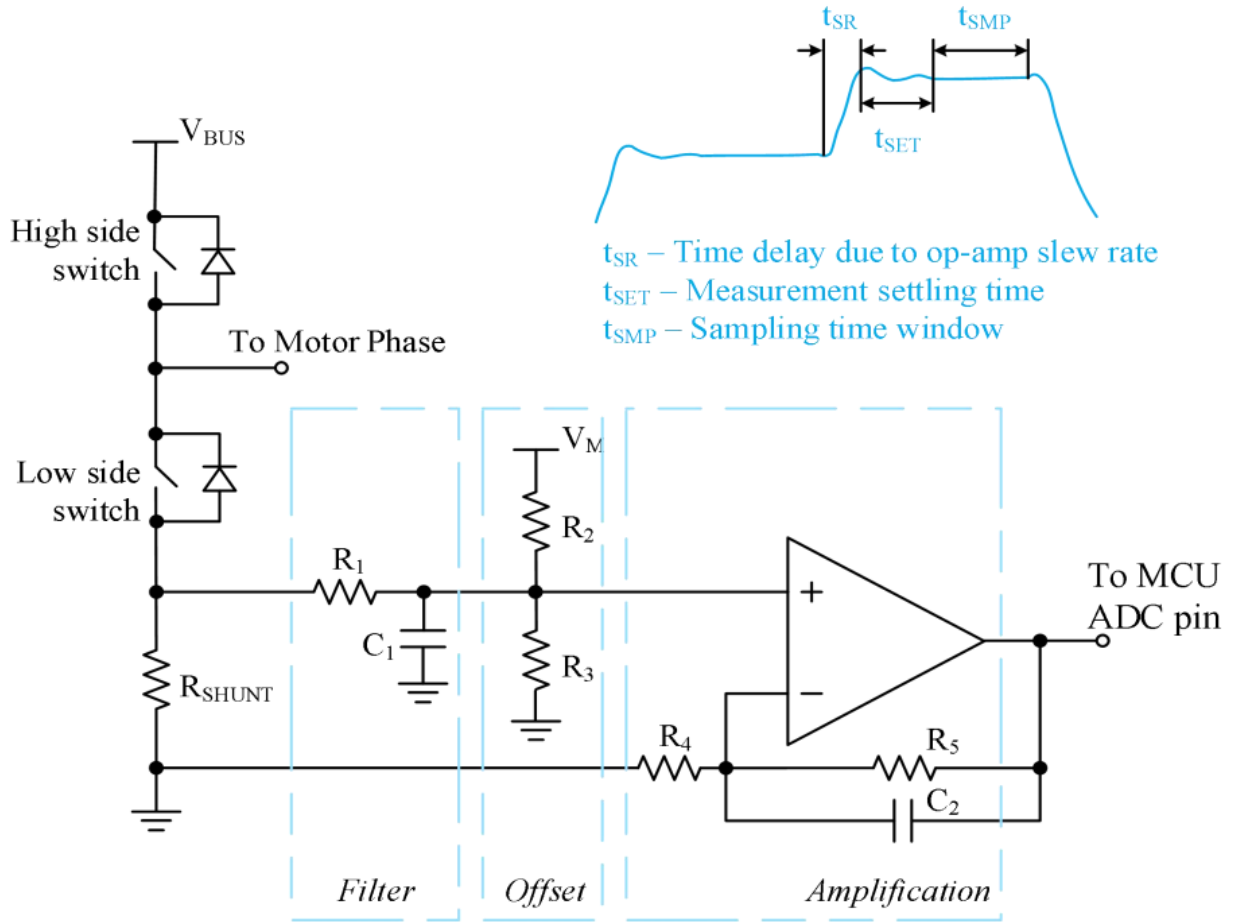 tSR
tSMP
tSET
VBUS
High side
switch
tSR – Time delay due to op-amp slew rate
tSET – Measurement settling time
tSMP – Sampling time window
To Motor Phase
Low side
switch
VM
R2
R1
C1
R3
RSHUNT
+
−
To MCU
ADC pin
R4
R5
C2
Filter
Offset
Amplification